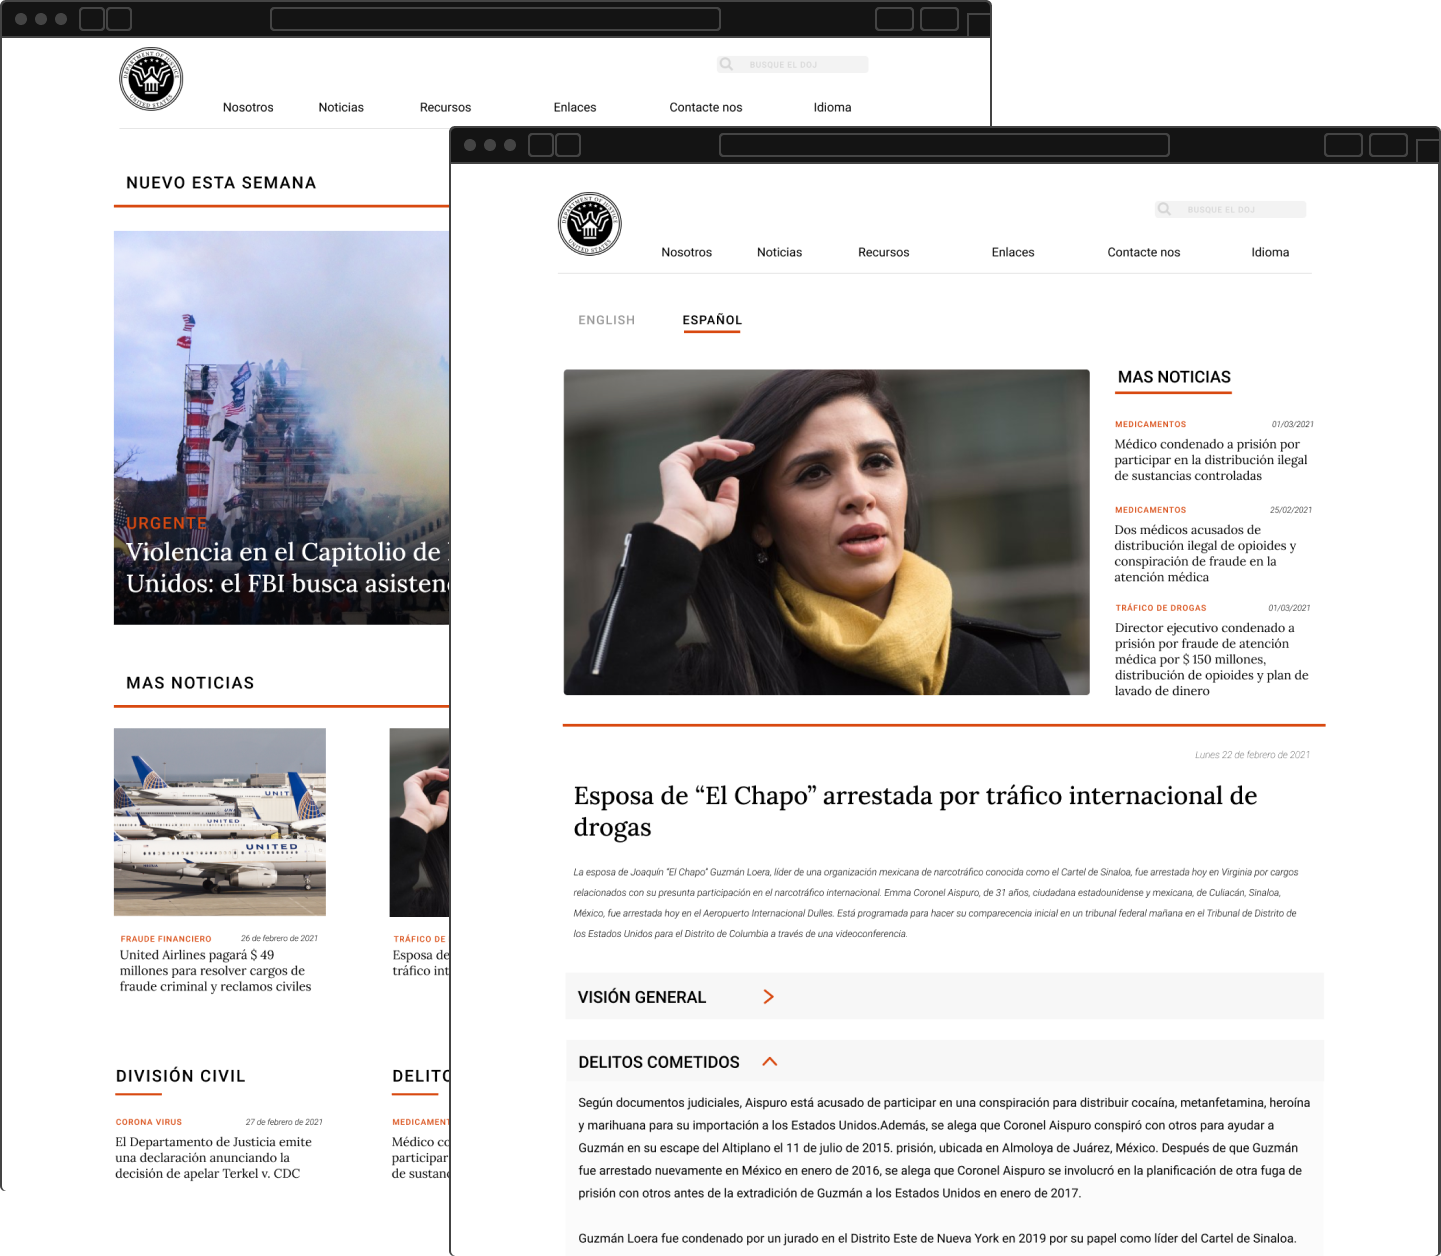 DEPARTMENT OF JUSTICE
UNITED STATES
BUSQUE EL DOJ
Nosotros Noticias Recursos Enlaces Contacte nos Idioma
NUEVO ESTA SEMANA
URGENTE
Violencia en el Capitolio de
Unidos: el FBI busca
MAS NOTICIAS
UNITED
UNITED
FRAUDE FINANCIERO 26 de febrero de 2021
United Airlines pagará $ 49
millones para resolver cargos de
fraude criminal y reclamos civiles
TRÁFICO DE
Esposa de
tráfico
DIVISIÓN CIVIL
CORONA VIRUS 27 de febrero de 2021
El Departamento de Justicia emite
una declaración anunciando la
decisión de apelar Terkel v. CDC
Médico
participar
de
DEPARTMENT OF JUSTICE
UNITED STATES
BUSQUE EL DOJ
Nosotros Noticias Recursos Enlaces Contacte nos Idioma
ENGLISH ESPAÑOL
MAS NOTICIAS
MEDICAMENTOS 01/03/2021
Médico condenado a prisión por
participar en la distribución ilegal
de sustancias controladas
MEDICAMENTOS 25/02/2021
Dos médicos acusados de
distribución ilegal de opioides y
conspiración de fraude en la
atención médica
TRÁFICO DE DROGAS 01/03/2021
Director ejecutivo condenado a
prisión por fraude de atención
médica por $ 150 millones,
distribución de opioides y plan de
lavado de dinero
Lunes 22 de febrero de 2021
Esposa de “El Chapo” arrestada por tráfico internacional de
drogas
La esposa de Joaquín “El Chapo” Guzmán Loera, líder de una organización mexicana de narcotráfico conocida como el Cartel de Sinaloa, fue arrestada hoy en Virginia por cargos
relacionados con su presunta participación en el narcotráfico internacional. Emma Coronel Aispuro, de 31 años, ciudadana estadounidense y mexicana, de Culiacán, Sinaloa,
México, fue arrestada hoy en el Aeropuerto Internacional Dulles. Está programada para hacer su comparecencia inicial en un tribunal federal mañana en el Tribunal de Distrito de
los Estados Unidos para el Distrito de Columbia a través de una videoconferencia.
VISIÓN GENERAL
DELITOS COMETIDOS
Según documentos judiciales, Aispuro está acusado de participar en una conspiración para distribuir cocaína, metanfetamina, heroína
y marihuana para su importación a los Estados Unidos.Además, se alega que Coronel Aispuro conspiró con otros para ayudar a
Guzmán en su escape del Altiplano el 11 de julio de 2015. prisión, ubicada en Almoloya de Juárez, México. Después de que Guzmán
fue arrestado nuevamente en México en enero de 2016, se alega que Coronel Aispuro se involucró en la planificación de otra fuga de
prisión con otros antes de la extradición de Guzmán a los Estados Unidos en enero de 2017.
Guzmán Loera fue condenado por un jurado en el Distrito Este de Nueva York en 2019 por su papel como líder del Cartel de Sinaloa.